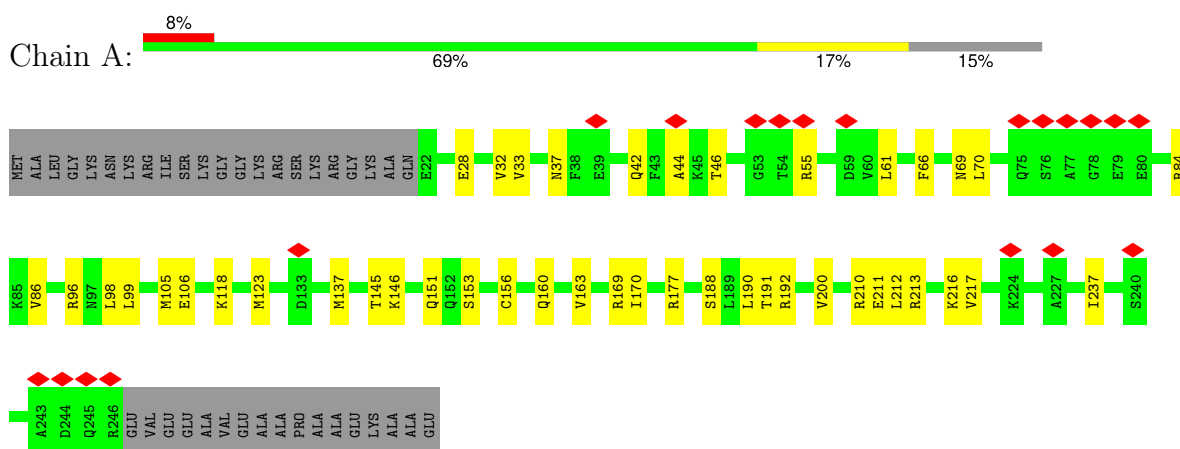 8%
Chain A:
69% 17% 15%
MET ALA LEU GLY LYS ASN LYS ARG ILE SER LYS GLY GLY LYS ARG SER LYS ARG GLY LYS ALA GLN E22 E28 V32 V33 N37 F38 E39 Q42 F43 A44 K45 T46 G53 T54 R55 D59 V60 L61 F66 N69 L70 Q75 S76 A77 G78 E79 E80 R84
K85 V86 R96 N97 L98 L99 M105 E106 K118 M123 D133 M137 T145 K146 Q151 Q152 S153 C156 Q160 V163 R169 I170 R177 S188 L189 L190 T191 R192 V200 R210 E211 L212 R213 K216 V217 K224 A227 I237 S240
A243 D244 Q245 R246 GLU VAL GLU GLU ALA VAL GLU ALA ALA PRO ALA ALA GLU LYS ALA ALA GLU